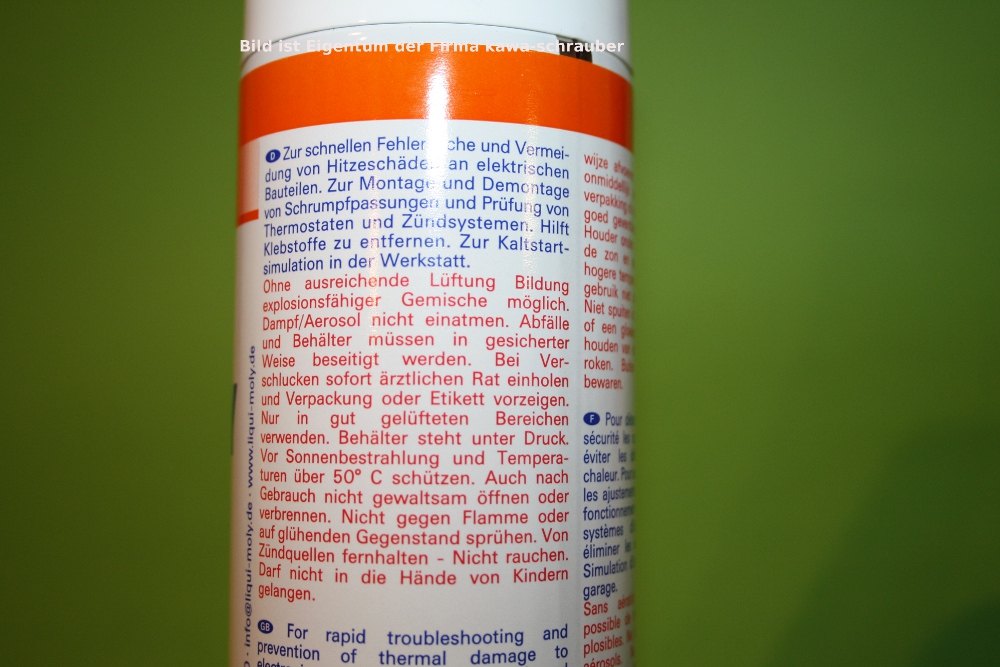 Bild ist Eigentum der Firma kawa-schrauber
D Zur schnellen Fehlersuche und Vermei-
dung von Hitzeschäden an elektrischen
Bauteilen. Zur Montage und Demontage
von Schrumpfpassungen und Prüfung von
Thermostaten und Zündsystemen. Hilft
Klebstoffe zu entfernen. Zur Kaltstart-
simulation in der Werkstatt.
Ohne ausreichende Lüftung Bildung
explosionsfähiger Gemische möglich.
Dampf/Aerosol nicht einatmen. Abfälle
und Behälter müssen in gesicherter
Weise beseitigt werden. Bei Ver-
schlucken sofort ärztlichen Rat einholen
und Verpackung oder Etikett vorzeigen.
Nur in gut gelüfteten Bereichen
verwenden. Behälter steht unter Druck.
Vor Sonnenbestrahlung und Tempera-
turen über 50° C schützen. Auch nach
Gebrauch nicht gewaltsam öffnen oder
verbrennen. Nicht gegen Flamme oder
auf glühenden Gegenstand sprühen. Von
Zündquellen fernhalten - Nicht rauchen.
Darf nicht in die Hände von Kindern
gelangen.
GB For rapid troubleshooting and
prevention of thermal damage to
info@liqui-moly.de · www.liqui-moly.de
wijze
onmiddellijk
verpakking
goed
Houder
de zon en
hogere
gebruik
Niet
of een
houden van
roken.
bewaren.
F Pour
sécurité les
éviter les
chaleur.
les
systèmes
éliminer les
Simulation
garage.
Sans
possible
plosibles.
aérosols.